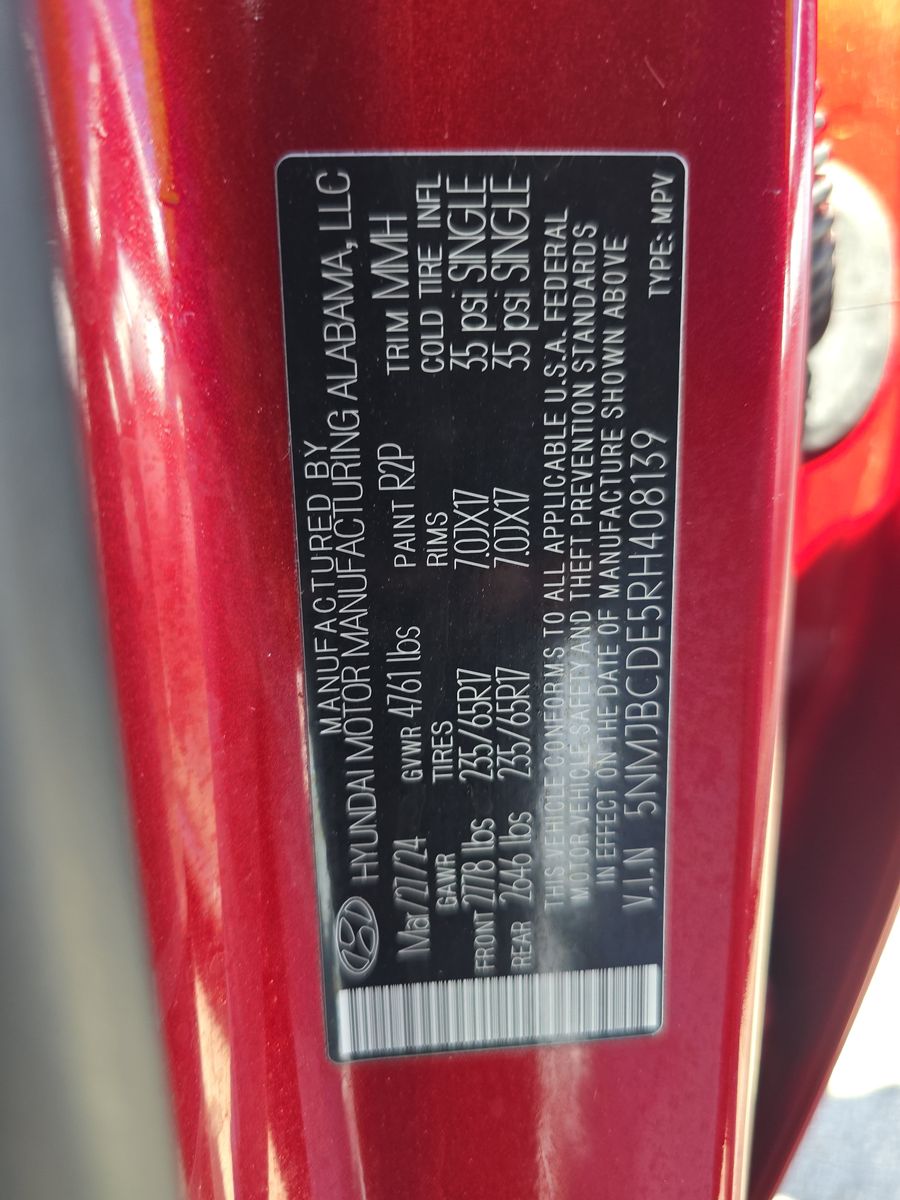 MANUFACTURED BY
HYUNDAI MOTOR MANUFACTURING ALABAMA, LLC
Mar/27/24 GVWR 4761 lbs PAINT R2P TRIM MMH
GAWR TIRES RIMS COLD TIRE INFL
FRONT 2778 lbs 235/65R17 7.0JX17 35 psi SINGLE
REAR 2646 lbs 235/65R17 7.0JX17 35 psi SINGLE
THIS VEHICLE CONFORMS TO ALL APPLICABLE U.S.A. FEDERAL
MOTOR VEHICLE SAFETY AND THEFT PREVENTION STANDARDS
IN EFFECT ON THE DATE OF MANUFACTURE SHOWN ABOVE
V.I.N 5NMJBCDE5RH408139
TYPE: MPV